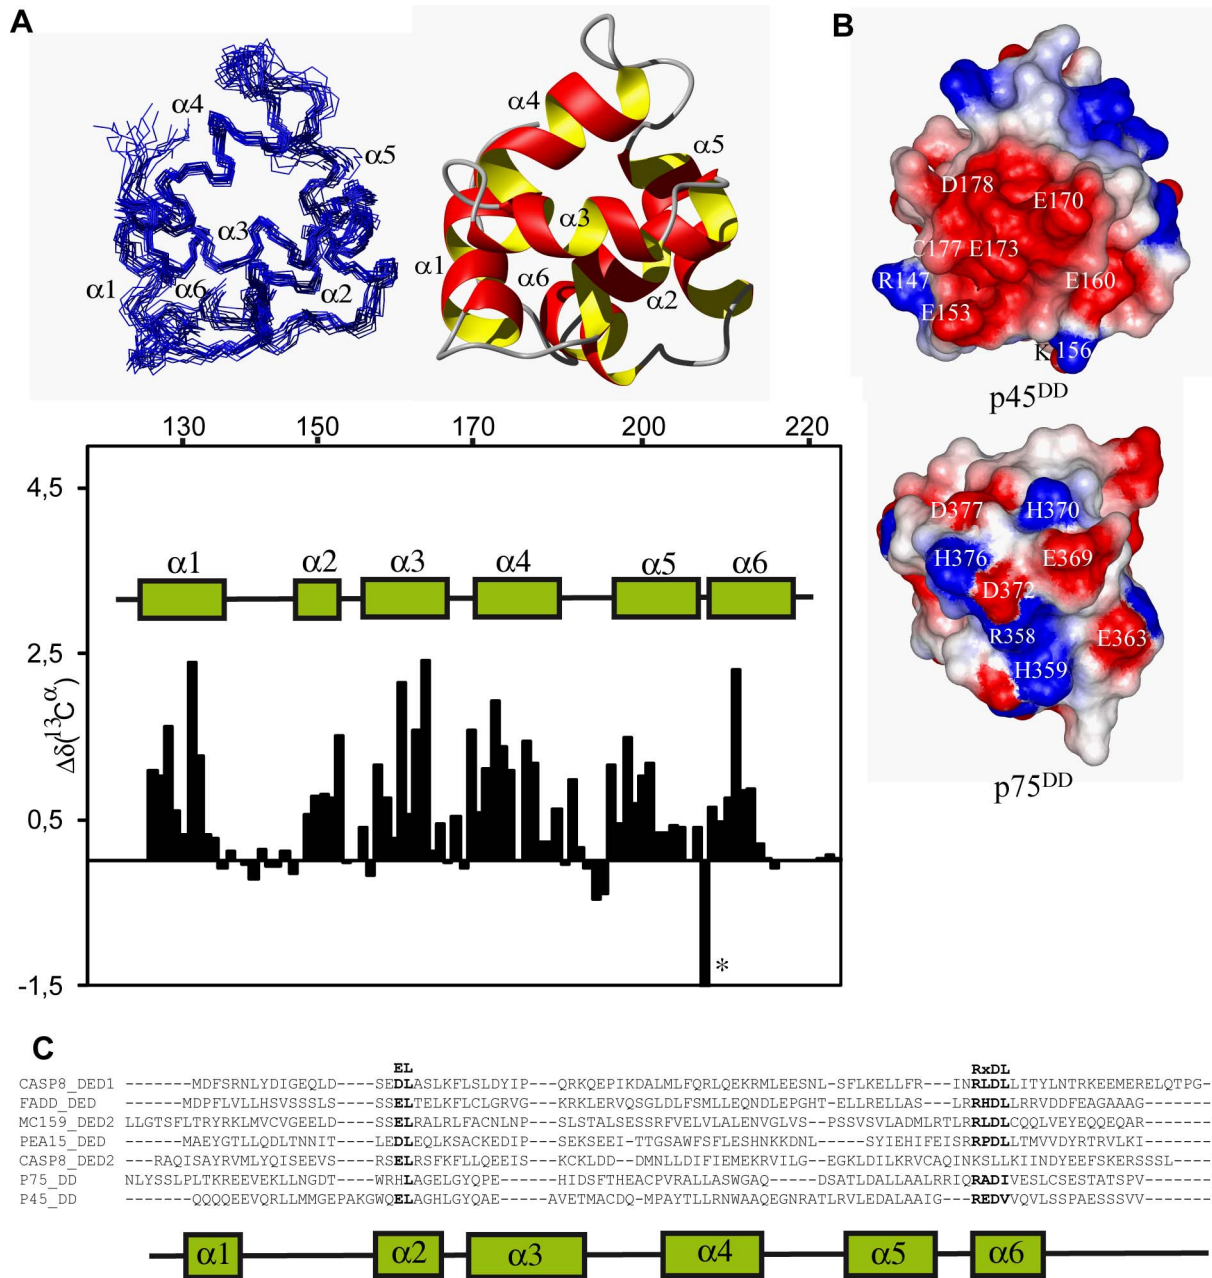 A
B
α4
α5
α3
α1
α6
α2
α4
α5
α3
α1
α6
α2
D178
E170
C177
E173
R147
E160
E153
K156
p45DD
D377
H370
H376
E369
D372
R358
E363
H359
p75DD
130 150 170 200 220
4,5
2,5
0,5
-1,5
Δδ(13Cα)
α1 α2 α3 α4 α5 α6
*
C
EL RxDL
CASP8_DED1 -------MDFSRNLYDIGEQLD----SEDLASLKFLSLDYIP---QRKQEPIKDALMLFQRLQEKRMLEESNL-SFLKELLFR---INRLDLLITYLNTRKEEMERELQTPG-
FADD_DED -------MDPFLVLLHSVSSSLS----SSELTELKFLCLGRVG---KRKLERVQSGLDLFSMLLEQNDLEPGHT-ELLRELLAS---LRRHDLLRRVDDFEAGAAAG-------
MC159_DED2 LLGTSFLTRYRKLMVCVGEELD----SSELRALRLFACNLNP---SLSTALSESSRFVELVLALENVGLVS-PSSVSVLADMLRTLRRLDLCQQLVEYEQQEQAR---------
PEA15_DED -------MAEYGTLLQDLTNNIT----LEDLEQLKSACKEDIP---SEKSEEI-TTGSAWFSFLESHNKKDNL-----SYIEHIFEISRRPDLLTMVVDYRTRVLKI-------
CASP8_DED2 ---RAQISAYRVMLYQISEEVS----RSELRSFKFLLQEEIS---KCKLDD--DMNLLDIFIEMEKRVILG---EGKLDILKRVCAQINKSLLKIINDYEEFSKERSSSL----
P75_DD NLYSSLPLTKREEVEKLLNGDT----WRHLAGELGYQPE---HIDSFTHEACPVRALLASWGAQ-----DSATLDALLAALRRIQRADIVESLCSESTATSPV------
P45_DD -------QQQQEEVQRLLMMGEPAKGWQELAGHLGYQAE------AVETMACDQ-MPAYTLLRNWAAQEGNRATLRVLEDALAAIG---REDVVQVLSSPAESSSVV------
α1 α2 α3 α4 α5 α6